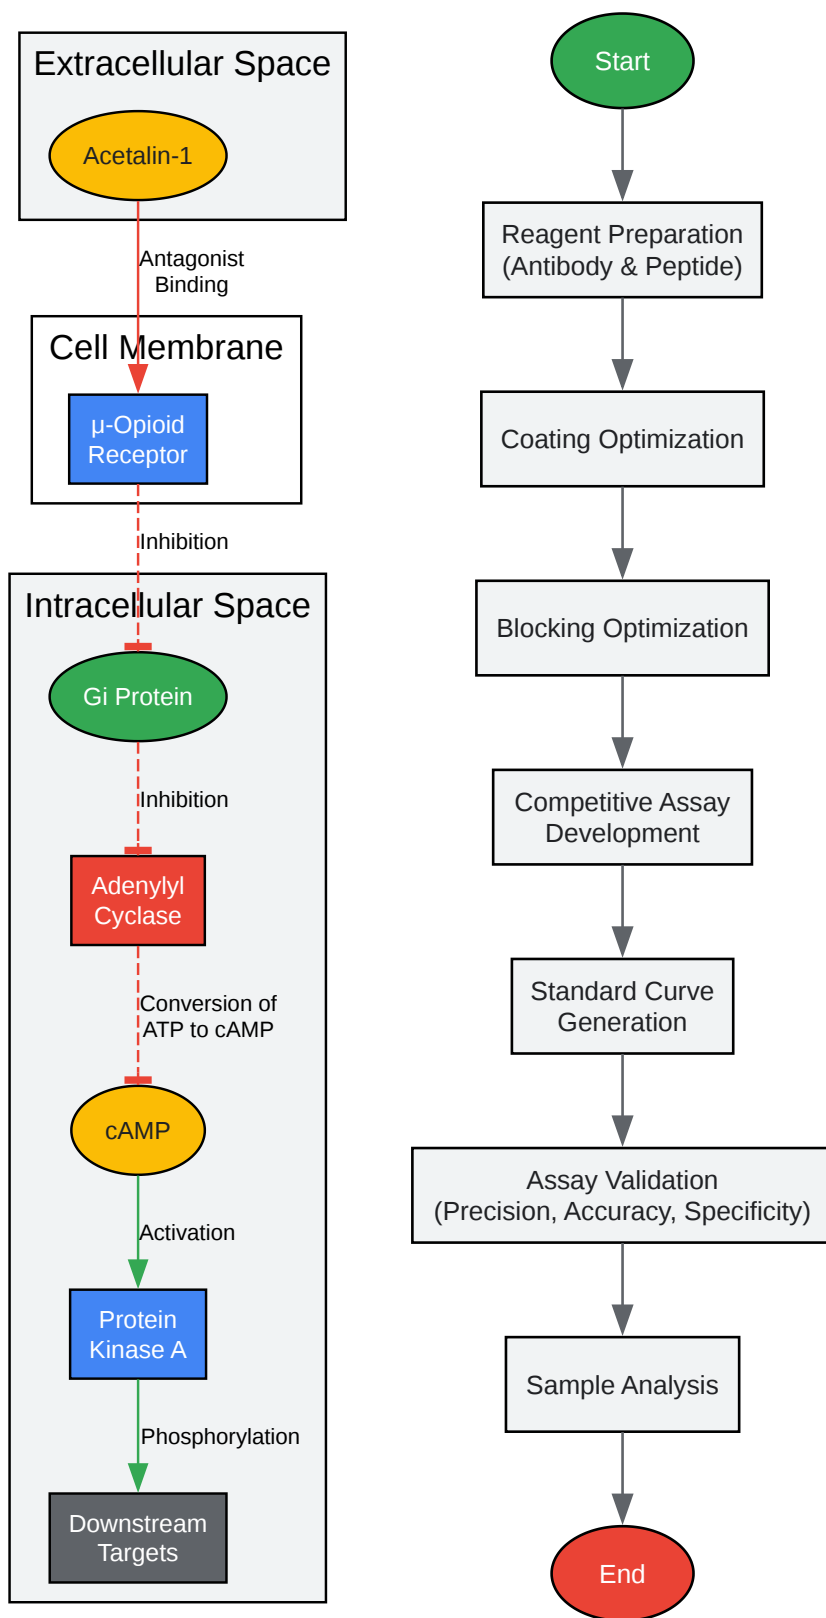 Extracellular Space
Acetalin-1
Antagonist
Binding
Cell Membrane
μ-Opioid
Receptor
Inhibition
Intracellular Space
Gi Protein
Inhibition
Adenylyl
Cyclase
Conversion of
ATP to cAMP
cAMP
Activation
Protein
Kinase A
Phosphorylation
Downstream
Targets
Start
Reagent Preparation
(Antibody & Peptide)
Coating Optimization
Blocking Optimization
Competitive Assay
Development
Standard Curve
Generation
Assay Validation
(Precision, Accuracy, Specificity)
Sample Analysis
End